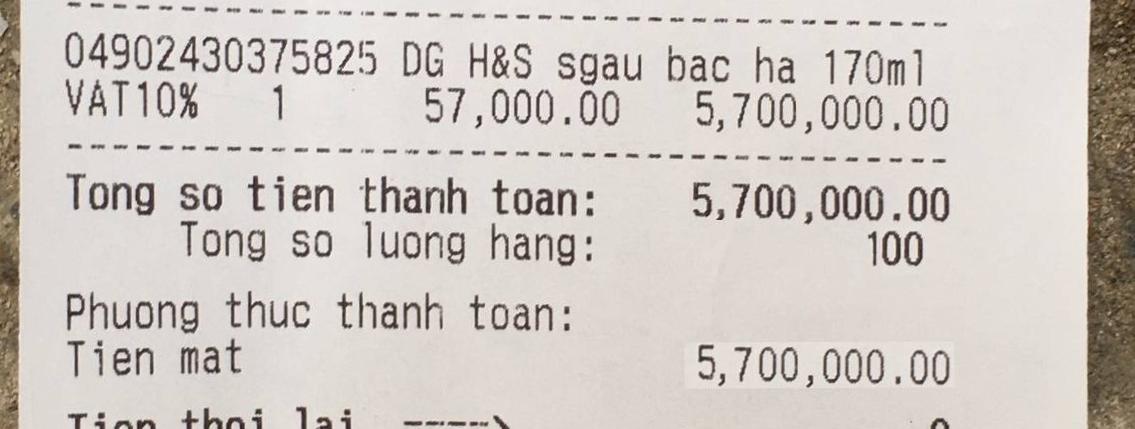 04902430375825 DG H&S sgau bac ha 170ml
VAT10% 1 57,000.00 5,700,000.00
Tong so tien thanh toan: 5,700,000.00
Tong so luong hang: 100
Phuong thuc thanh toan:
Tien mat 5,700,000.00
Tien thoi lai ----> 0